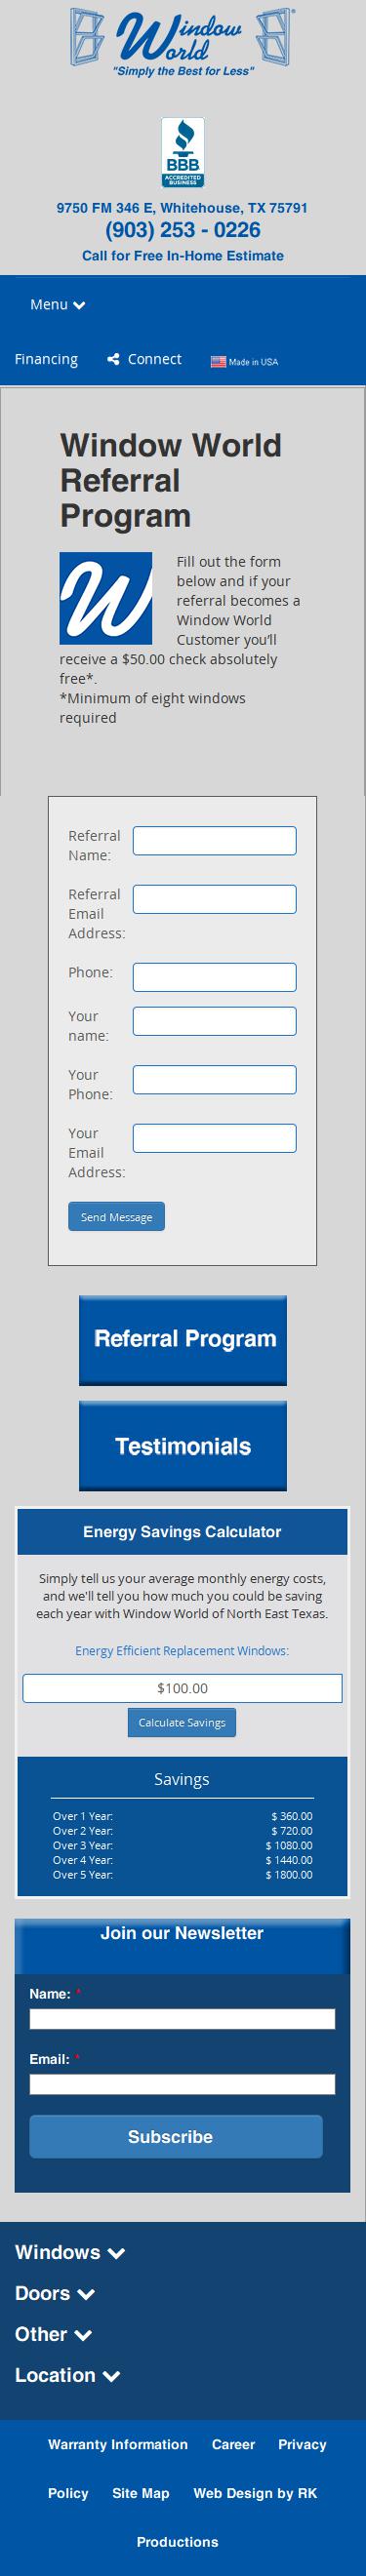 Window
World
®
"Simply the Best for Less"
BBB
ACCREDITED
BUSINESS
9750 FM 346 E, Whitehouse, TX 75791
(903) 253 - 0226
Call for Free In-Home Estimate
Menu
Financing Connect Made in USA
Window World
Referral
Program
W
Fill out the form
below and if your
referral becomes a
Window World
Customer you'll
receive a $50.00 check absolutely
free*.
*Minimum of eight windows
required
Referral
Name:
Referral
Email
Address:
Phone:
Your
name:
Your
Phone:
Your
Email
Address:
Send Message
Referral Program
Testimonials
Energy Savings Calculator
Simply tell us your average monthly energy costs,
and we'll tell you how much you could be saving
each year with Window World of North East Texas.
Energy Efficient Replacement Windows:
$100.00
Calculate Savings
Savings
Over 1 Year: $ 360.00
Over 2 Year: $ 720.00
Over 3 Year: $ 1080.00
Over 4 Year: $ 1440.00
Over 5 Year: $ 1800.00
Join our Newsletter
Name: *
Email: *
Subscribe
Windows
Doors
Other
Location
Warranty Information Career Privacy
Policy Site Map Web Design by RK
Productions